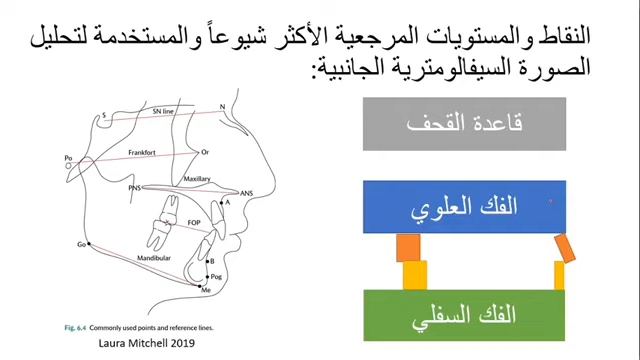 النقاط والمستويات المرجعية الأكثر شيوعاً والمستخدمة لتحليل
الصورة السيفالومترية الجانبية:
قاعدة القحف
الفك العلوي
الفك السفلي
S
SN line
N
Po
Frankfort
Or
Maxillary
PNS
ANS
A
FOP
Go
Mandibular
B
Pog
Me
Fig. 6.4 Commonly used points and reference lines.
Laura Mitchell 2019